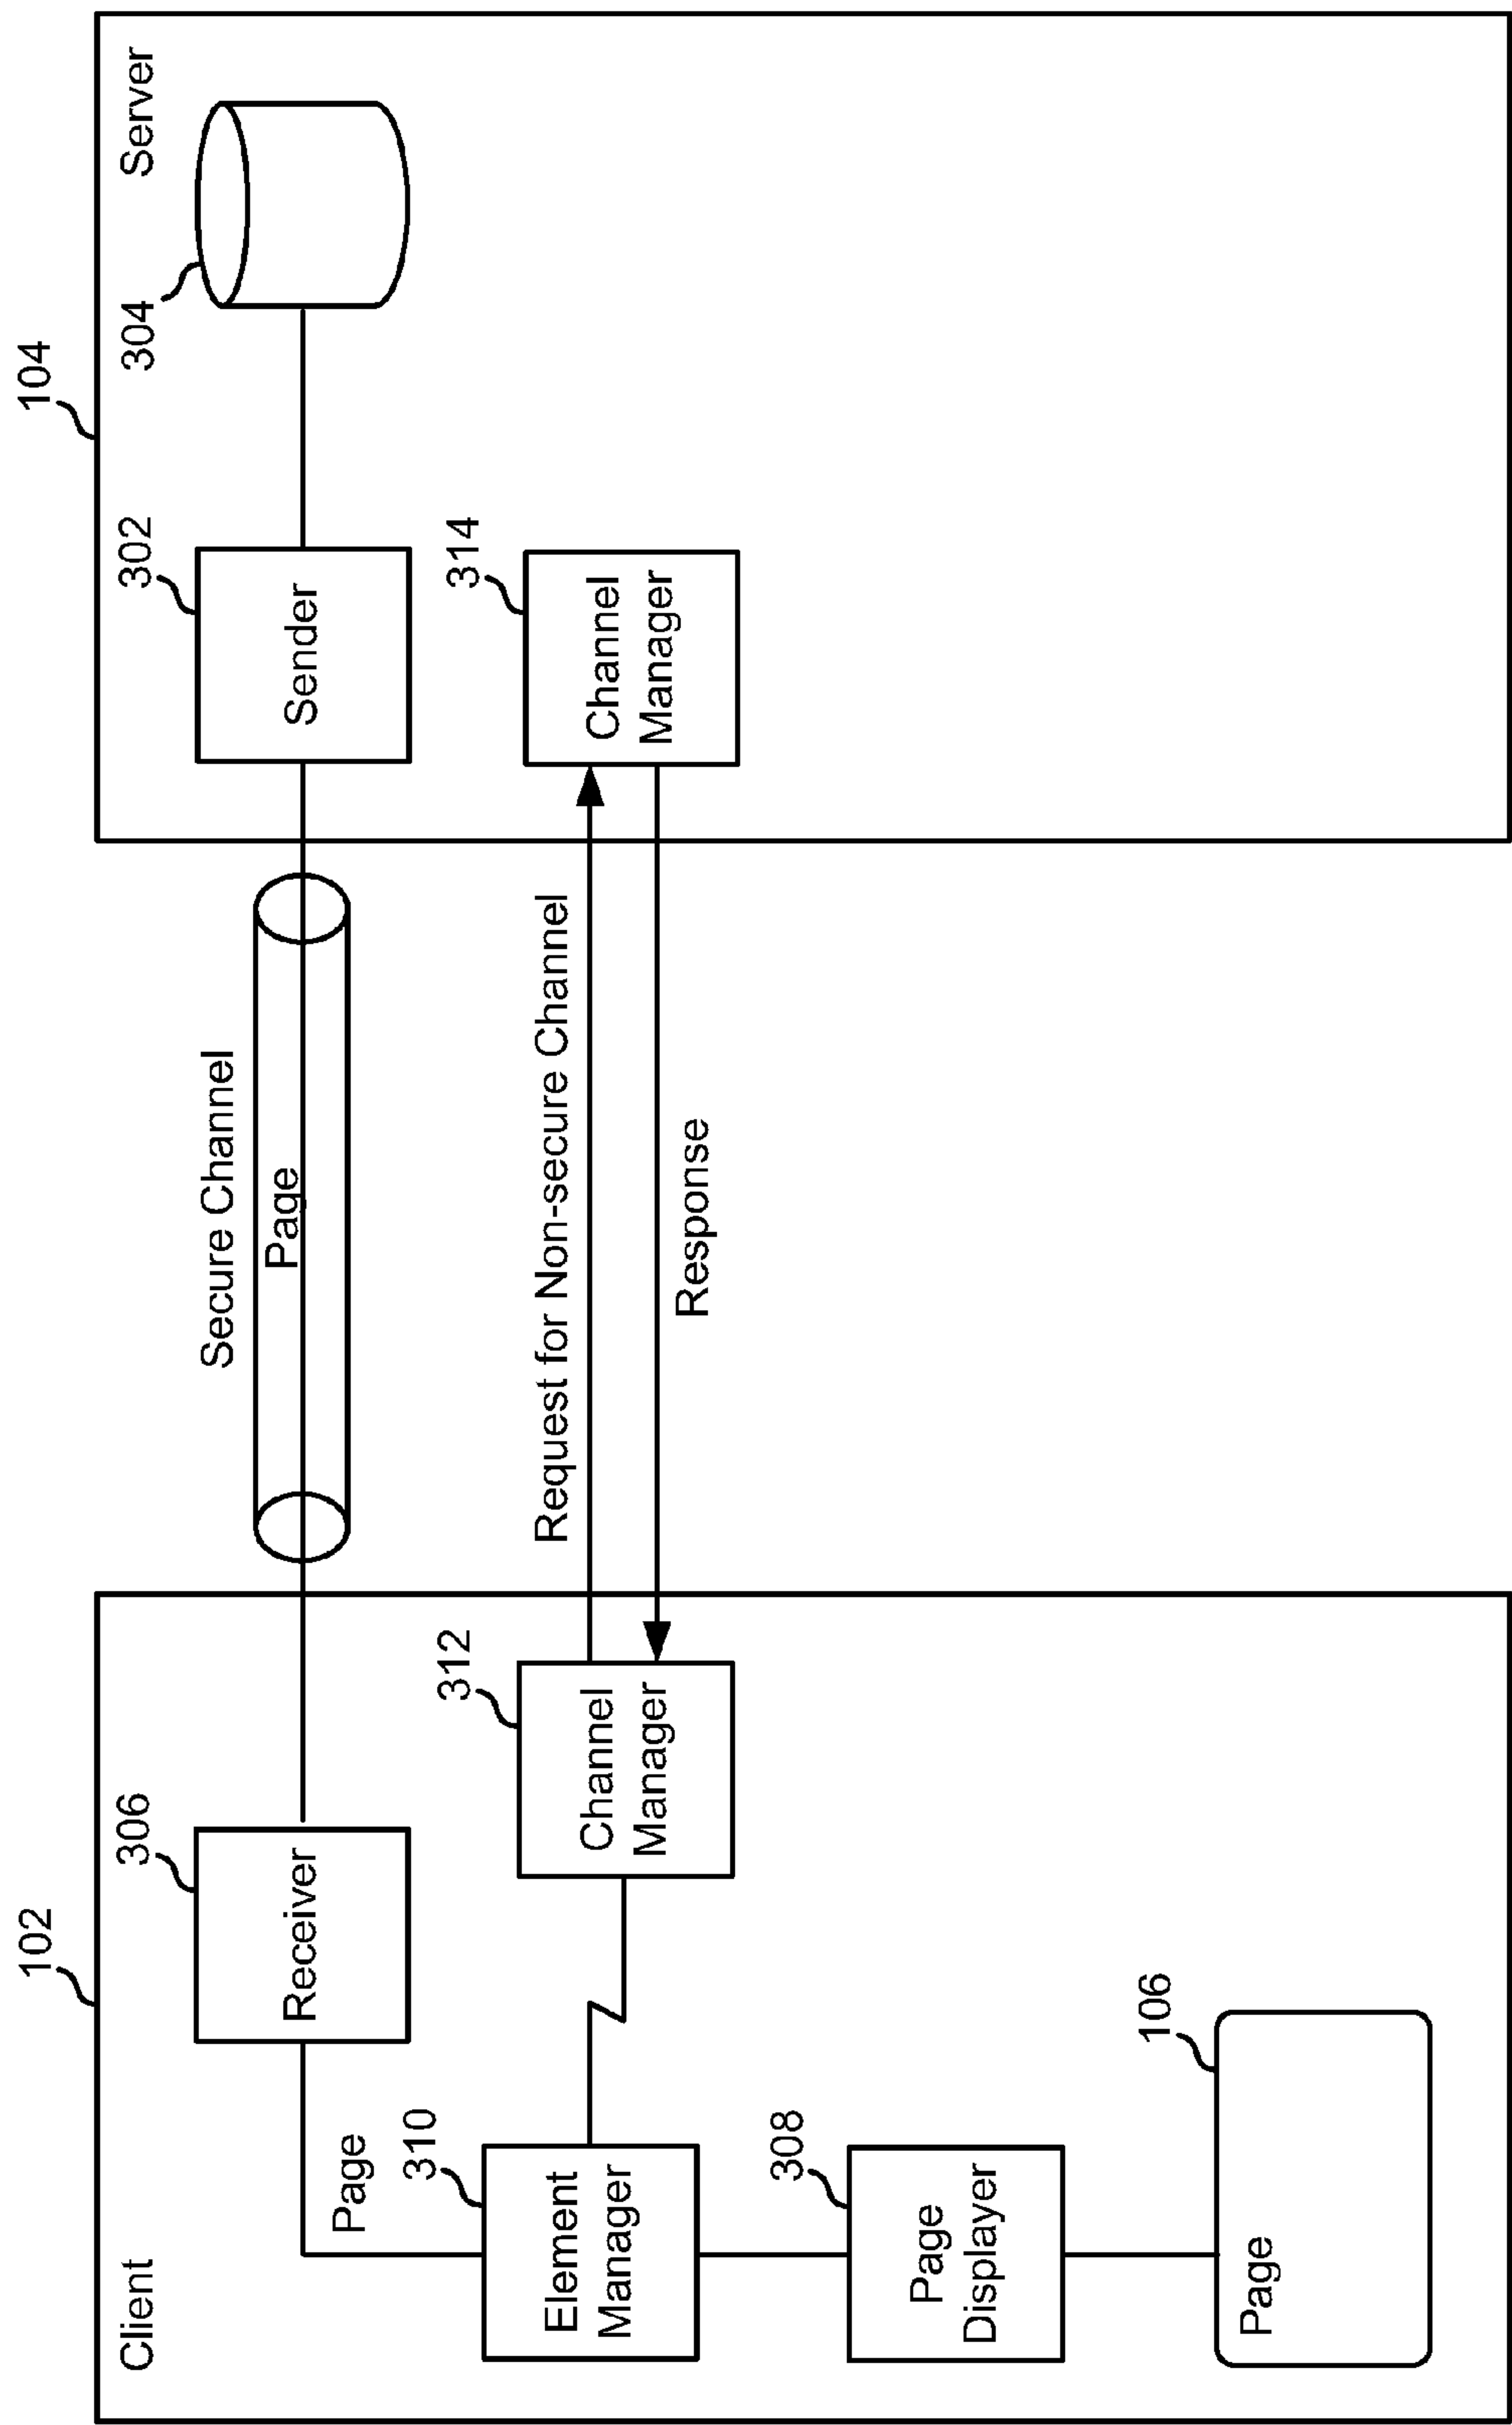 102
104
Client
306
Receiver
Secure Channel
Page
302
Sender
304
Server
Page
310
Element
Manager
312
Channel
Manager
Request for Non-secure Channel
Response
314
Channel
Manager
308
Page
Displayer
106
Page